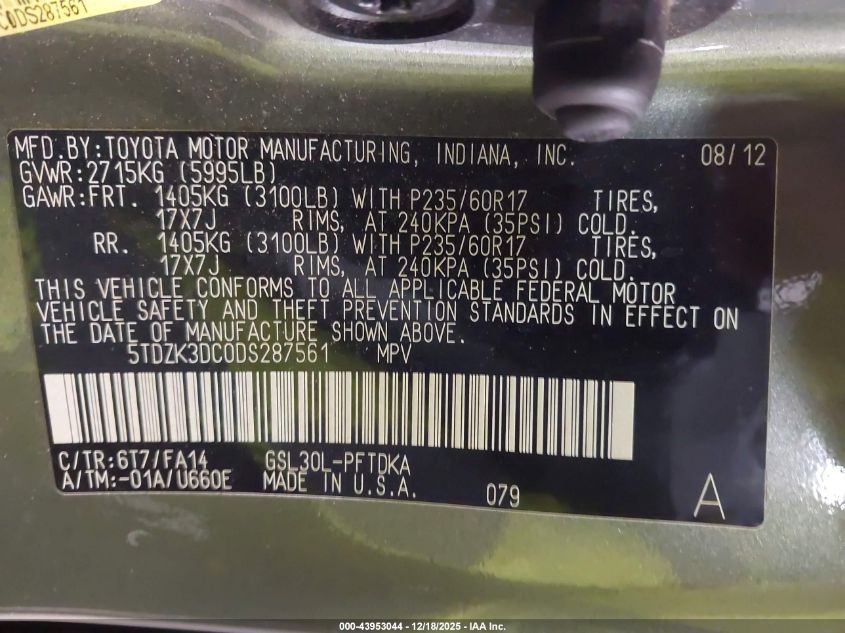 C0DS287561
MFD.BY:TOYOTA MOTOR MANUFACTURING, INDIANA, INC. 08/12
GVWR:2715KG (5995LB)
GAWR:FRT. 1405KG (3100LB) WITH P235/60R17 TIRES,
17X7J RIMS, AT 240KPA (35PSI) COLD.
RR. 1405KG (3100LB) WITH P235/60R17 TIRES,
17X7J RIMS, AT 240KPA (35PSI) COLD.
THIS VEHICLE CONFORMS TO ALL APPLICABLE FEDERAL MOTOR
VEHICLE SAFETY AND THEFT PREVENTION STANDARDS IN EFFECT ON
THE DATE OF MANUFACTURE SHOWN ABOVE.
5TDZK3DC0DS287561 MPV
C/TR:6T7/FA14 GSL30L-PFTDKA
A/TM:-01A/U660E MADE IN U.S.A. 079 A
000-43953044 - 12/18/2025 - IAA Inc.